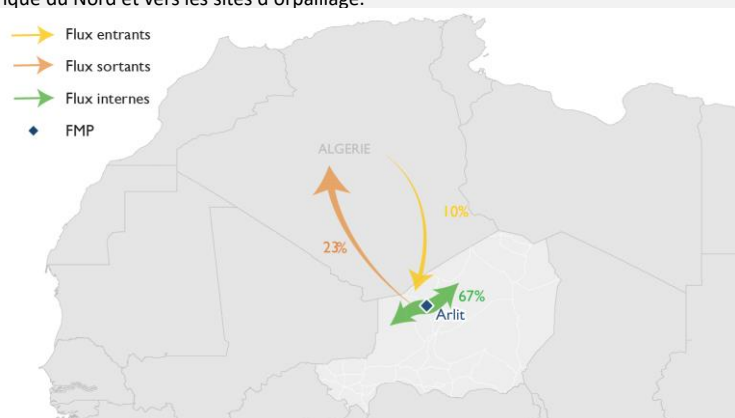 ique du Nord et vers les sites d'orpaillage.
Flux entrants
Flux sortants
Flux internes
FMP
ALGERIE
10%
23%
67%
Arlit